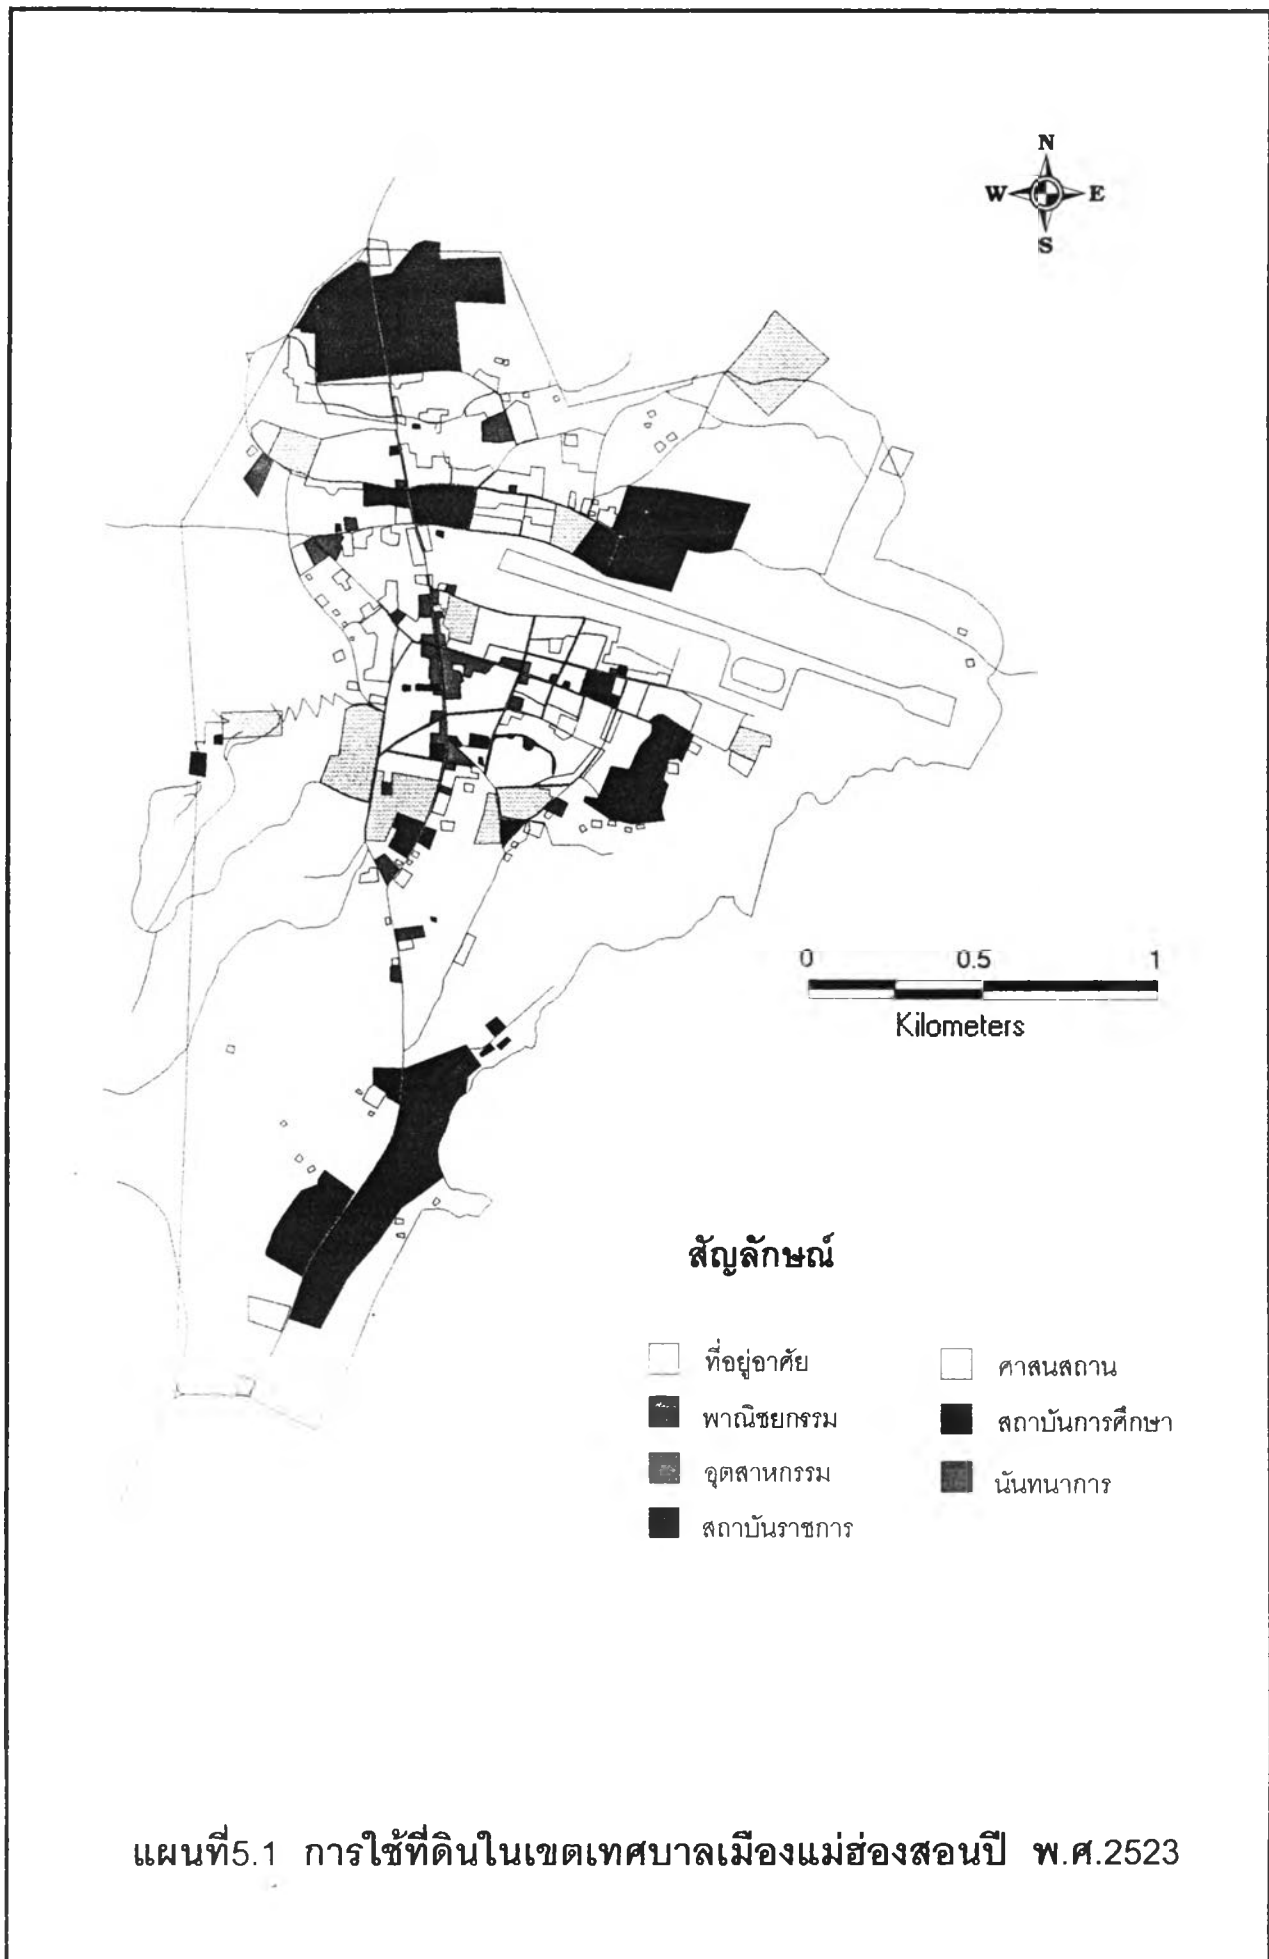 N
W E
S
0 0.5 1
Kilometers
สัญลักษณ์
ที่อยู่อาศัย
พาณิชยกรรม
อุตสาหกรรม
สถาบันราชการ
ศาสนสถาน
สถาบันการศึกษา
นันทนาการ
แผนที่5.1 การใช้ที่ดินในเขตเทศบาลเมืองแม่ฮ่องสอนปี พ.ศ.2523